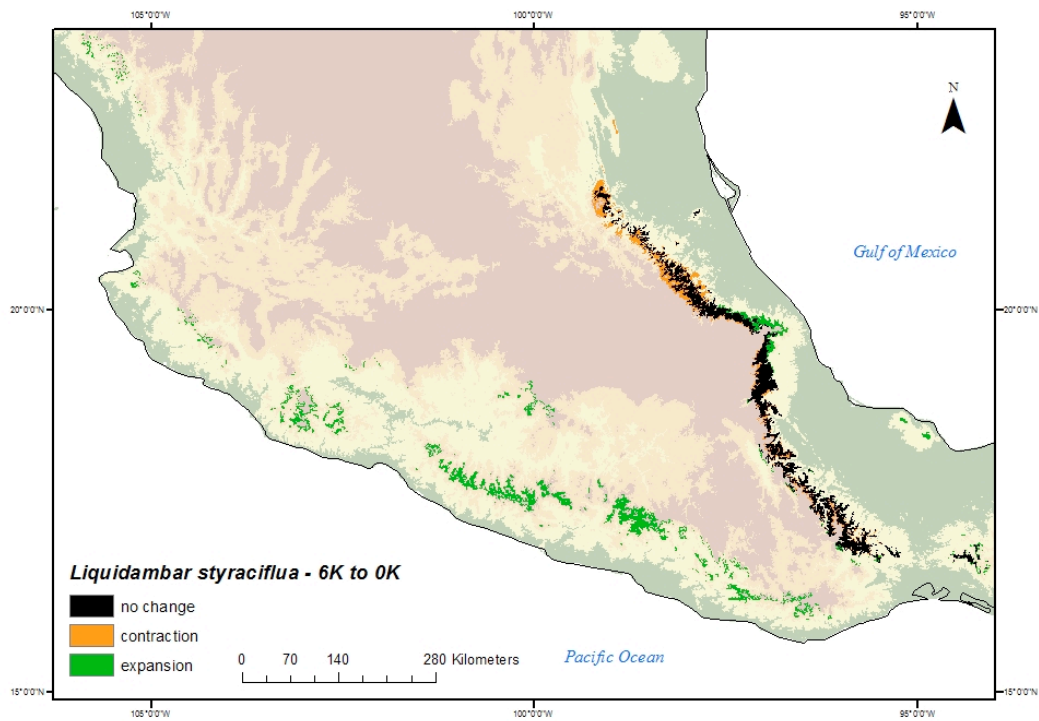 105°0'0"W 100°0'0"W 95°0'0"W
N
Gulf of Mexico
20°0'0"N 20°0'0"N
Liquidambar styraciflua - 6K to 0K
no change
contraction
expansion
0 70 140 280 Kilometers
Pacific Ocean
15°0'0"N 15°0'0"N
105°0'0"W 100°0'0"W 95°0'0"W